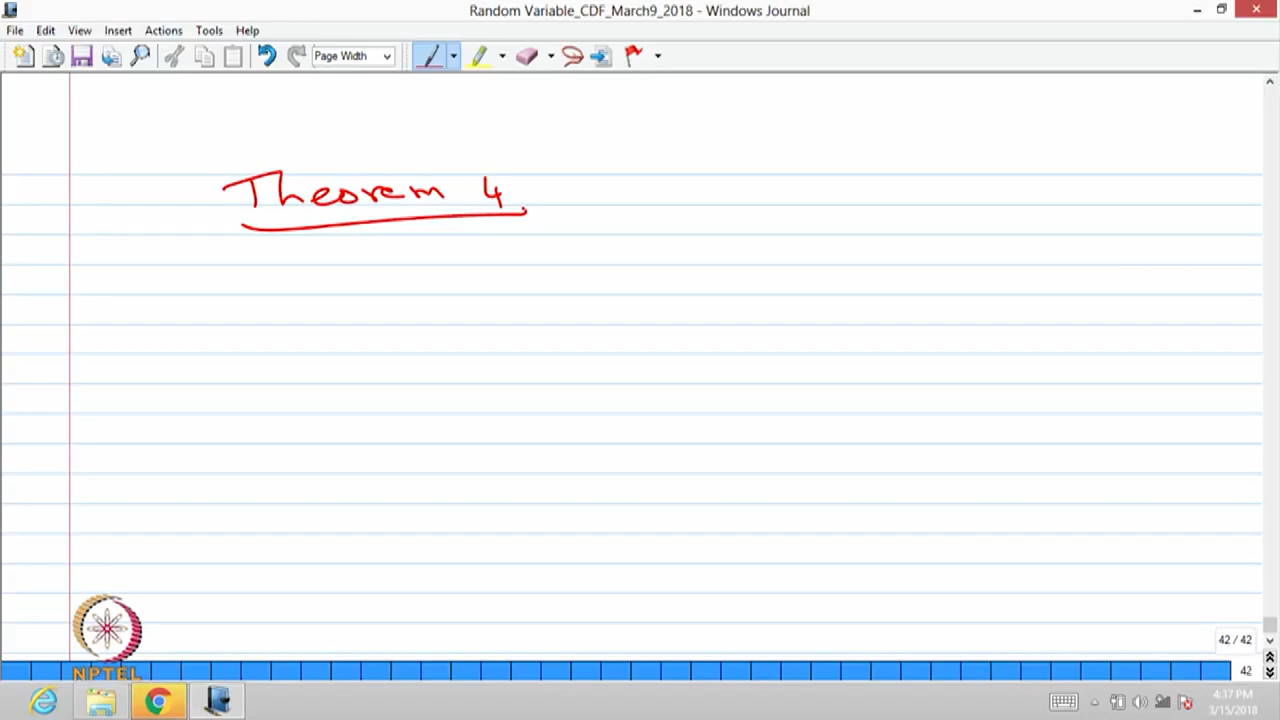 Random Variable_CDF_March9_2018 - Windows Journal
File Edit View Insert Actions Tools Help
Page Width
Theorem 4
42 / 42
NPTEL
42
4:37 PM
3/15/2018